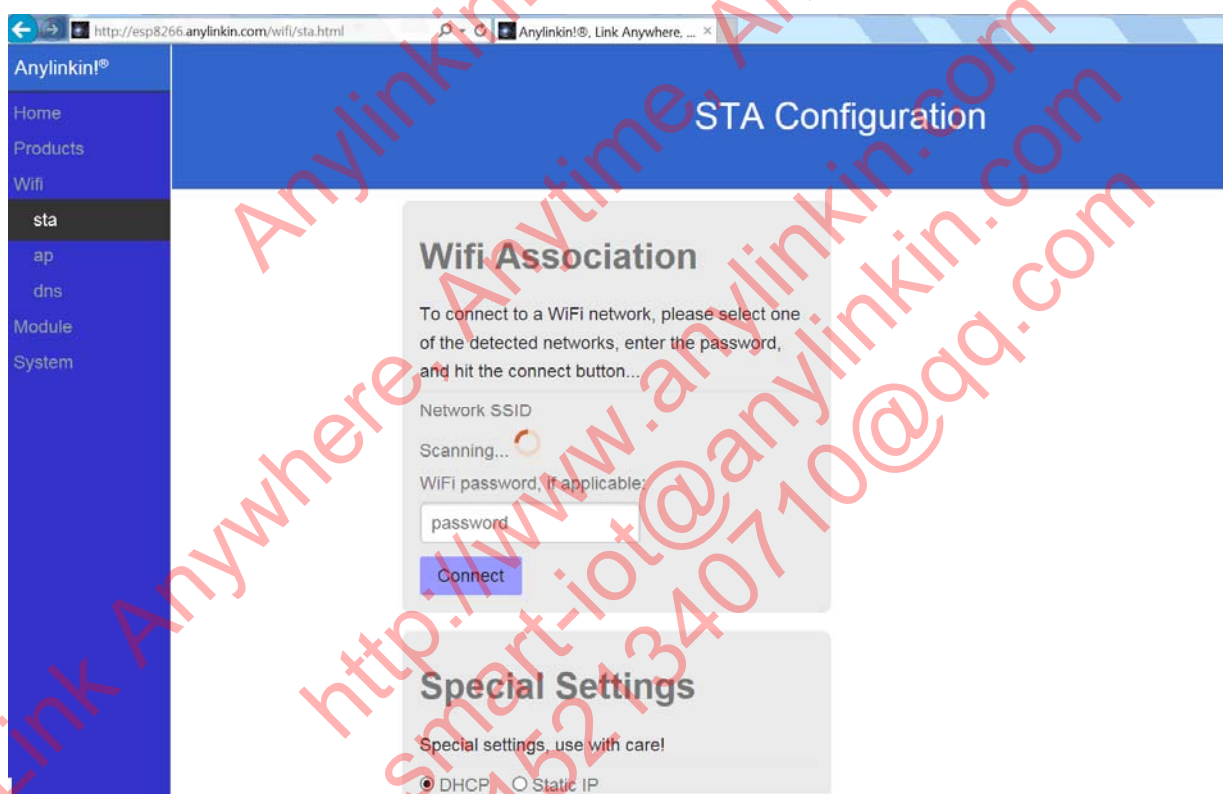 http://esp8266.anylinkin.com/wifi/sta.html
Anylinkin!®, Link Anywhere, ... ×
Anylinkin!®
Home
Products
Wifi
sta
ap
dns
Module
System
STA Configuration
Wifi Association
To connect to a WiFi network, please select one
of the detected networks, enter the password,
and hit the connect button...
Network SSID
Scanning...
WiFi password, if applicable:
password
Connect
Special Settings
Special settings, use with care!
DHCP
Static IP
Link Anywhere, Anytime, An
Anylinkin
Anywhere, Anytime, Anylinkin.com
http://www.anylinkin.com
smart-iot@anylinkin.com
1521340710@qq.com